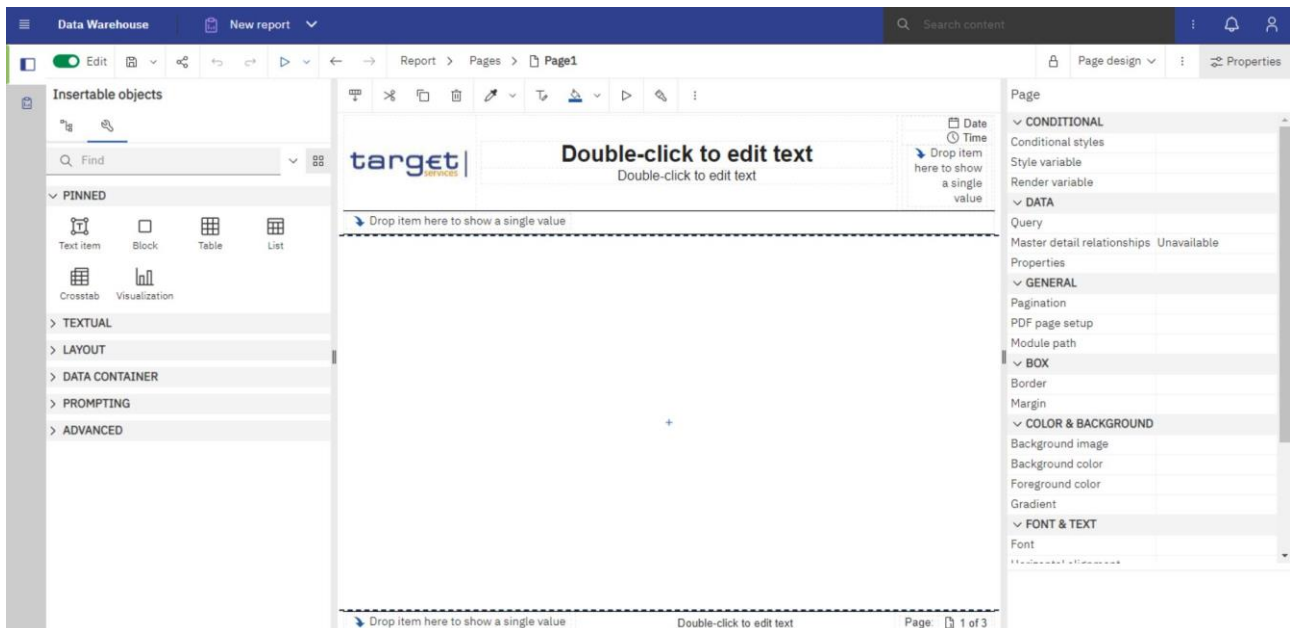 Data Warehouse
New report
Search content
Edit
Report > Pages > Page1
Page design
Properties
Insertable objects
Find
PINNED
Text item
Block
Table
List
Crosstab
Visualization
TEXTUAL
LAYOUT
DATA CONTAINER
PROMPTING
ADVANCED
target
services
Double-click to edit text
Double-click to edit text
Date
Time
Drop item
here to show
a single
value
Drop item here to show a single value
Drop item here to show a single value
Double-click to edit text
Page: 1 of 3
Page
CONDITIONAL
Conditional styles
Style variable
Render variable
DATA
Query
Master detail relationships Unavailable
Properties
GENERAL
Pagination
PDF page setup
Module path
BOX
Border
Margin
COLOR & BACKGROUND
Background image
Background color
Foreground color
Gradient
FONT & TEXT
Font